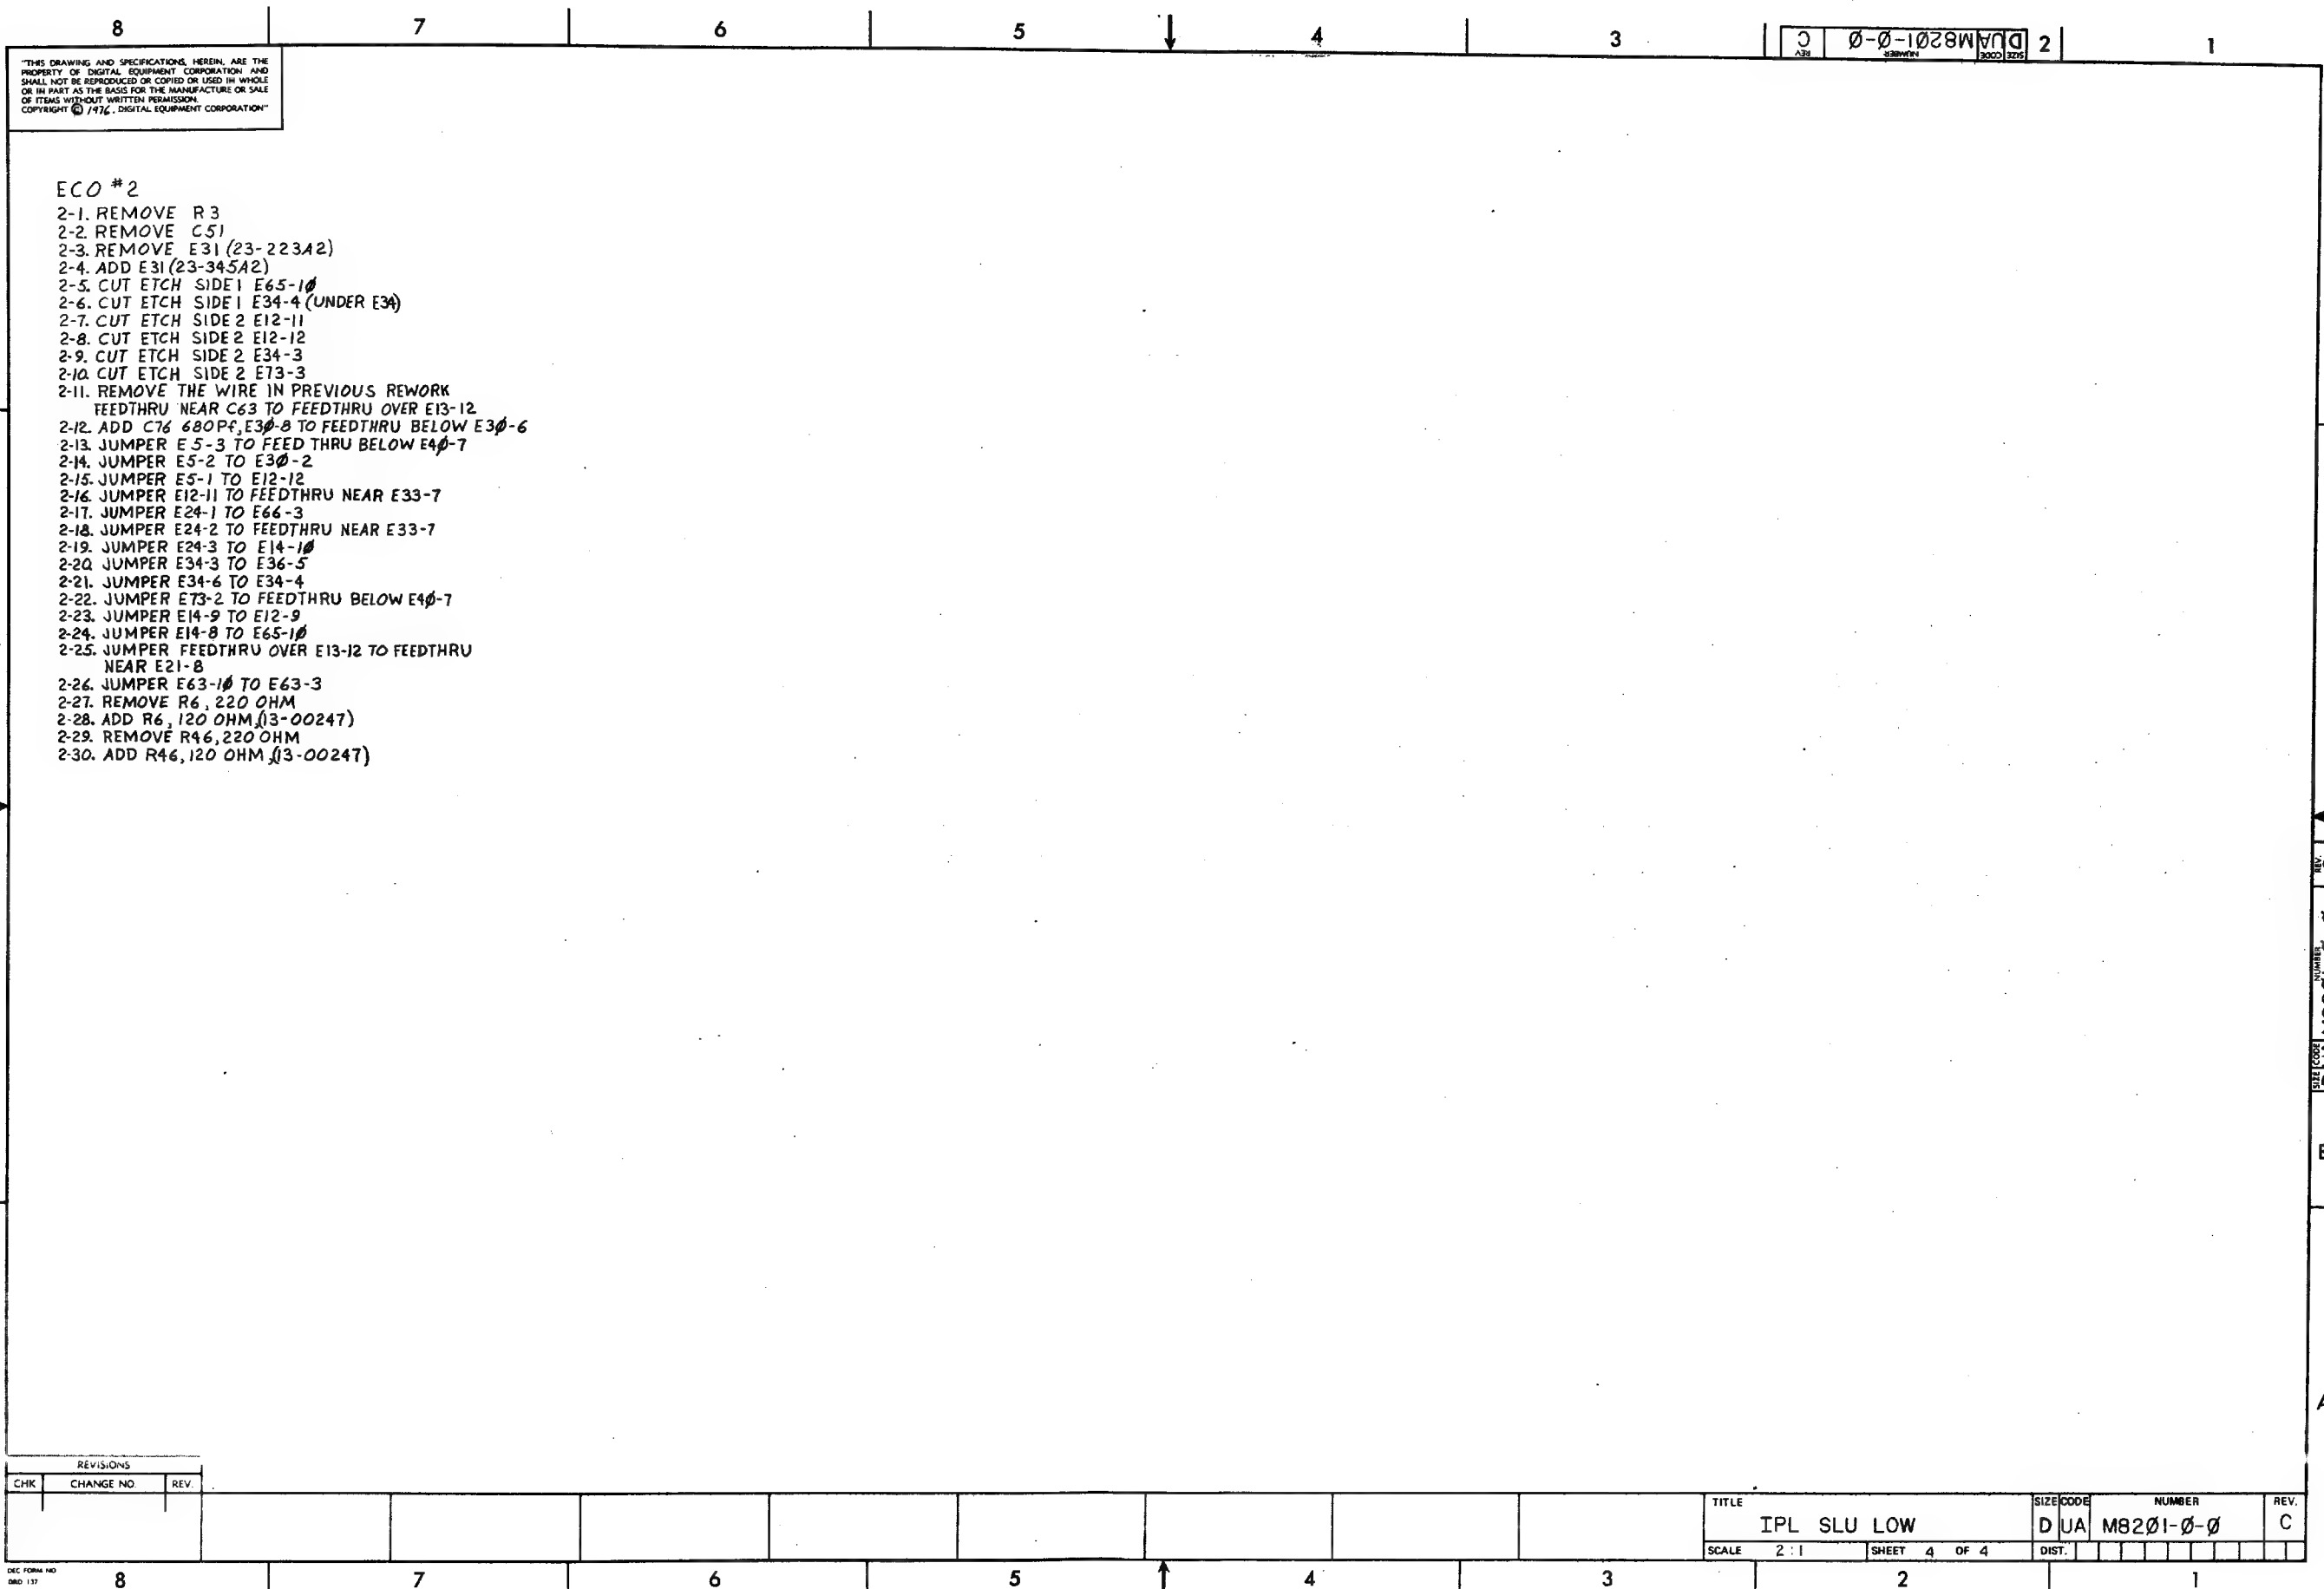 8 7 6 5 4 3 2 1
SIZE CODE NUMBER REV
D UA M82Ø1-Ø-Ø C
"THIS DRAWING AND SPECIFICATIONS, HEREIN, ARE THE
PROPERTY OF DIGITAL EQUIPMENT CORPORATION AND
SHALL NOT BE REPRODUCED OR COPIED OR USED IN WHOLE
OR IN PART AS THE BASIS FOR THE MANUFACTURE OR SALE
OF ITEMS WITHOUT WRITTEN PERMISSION.
COPYRIGHT © 1976, DIGITAL EQUIPMENT CORPORATION"
ECO #2
2-1. REMOVE R3
2-2. REMOVE C51
2-3. REMOVE E31 (23-223A2)
2-4. ADD E31 (23-345A2)
2-5. CUT ETCH SIDE 1 E65-1Ø
2-6. CUT ETCH SIDE 1 E34-4 (UNDER E34)
2-7. CUT ETCH SIDE 2 E12-11
2-8. CUT ETCH SIDE 2 E12-12
2-9. CUT ETCH SIDE 2 E34-3
2-10. CUT ETCH SIDE 2 E73-3
2-11. REMOVE THE WIRE IN PREVIOUS REWORK
FEEDTHRU NEAR C63 TO FEEDTHRU OVER E13-12
2-12. ADD C76 680Pf, E3Ø-8 TO FEEDTHRU BELOW E3Ø-6
2-13. JUMPER E5-3 TO FEED THRU BELOW E4Ø-7
2-14. JUMPER E5-2 TO E3Ø-2
2-15. JUMPER E5-1 TO E12-12
2-16. JUMPER E12-11 TO FEEDTHRU NEAR E33-7
2-17. JUMPER E24-1 TO E66-3
2-18. JUMPER E24-2 TO FEEDTHRU NEAR E33-7
2-19. JUMPER E24-3 TO E14-1Ø
2-20. JUMPER E34-3 TO E36-5
2-21. JUMPER E34-6 TO E34-4
2-22. JUMPER E73-2 TO FEEDTHRU BELOW E4Ø-7
2-23. JUMPER E14-9 TO E12-9
2-24. JUMPER E14-8 TO E65-1Ø
2-25. JUMPER FEEDTHRU OVER E13-12 TO FEEDTHRU
NEAR E21-8
2-26. JUMPER E63-1Ø TO E63-3
2-27. REMOVE R6, 220 OHM
2-28. ADD R6, 120 OHM, (13-00247)
2-29. REMOVE R46, 220 OHM
2-30. ADD R46, 120 OHM, (13-00247)
REV.
NUMBER
SIZE CODE
REVISIONS
CHK CHANGE NO. REV.
TITLE
IPL SLU LOW
SIZE CODE NUMBER REV.
D UA M82Ø1-Ø-Ø C
SCALE 2:1 SHEET 4 OF 4 DIST.
DEC FORM NO
DRD 137
8 7 6 5 4 3 2 1